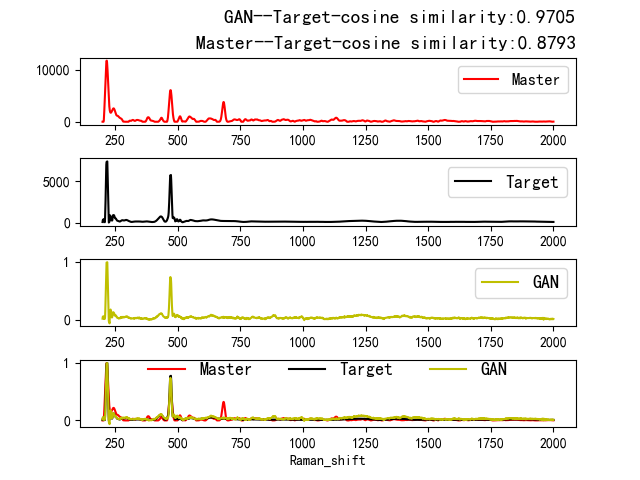 GAN--Target-cosine similarity:0.9705
Master--Target-cosine similarity:0.8793
10000
0
Master
250 500 750 1000 1250 1500 1750 2000
5000
0
Target
250 500 750 1000 1250 1500 1750 2000
1
0
GAN
250 500 750 1000 1250 1500 1750 2000
1
0
Master Target GAN
250 500 750 1000 1250 1500 1750 2000
Raman_shift